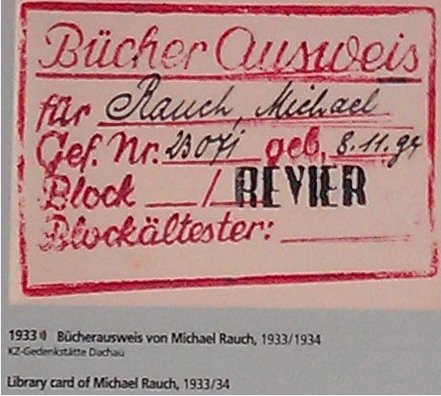 Bücher Ausweis
für Rauch, Michael
Gef. Nr. 23071 geb. 8.11.94
Block / REVIER
Blockältester:
1933 Bücherausweis von Michael Rauch, 1933/1934
KZ-Gedenkstätte Dachau
Library card of Michael Rauch, 1933/34